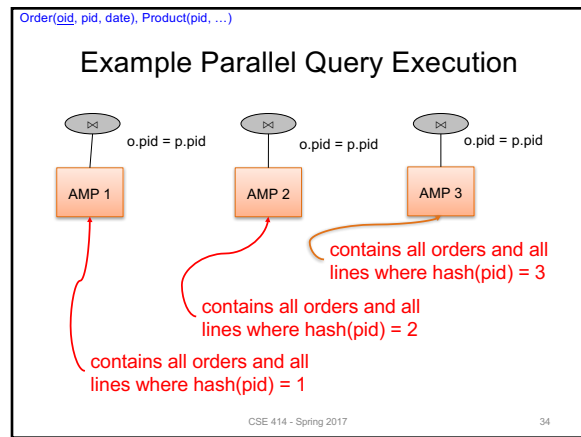 Order(oid, pid, date), Product(pid, …)
Example Parallel Query Execution
⋈
o.pid = p.pid
⋈
o.pid = p.pid
⋈
o.pid = p.pid
AMP 1
AMP 2
AMP 3
contains all orders and all
lines where hash(pid) = 3
contains all orders and all
lines where hash(pid) = 2
contains all orders and all
lines where hash(pid) = 1
CSE 414 - Spring 2017
34